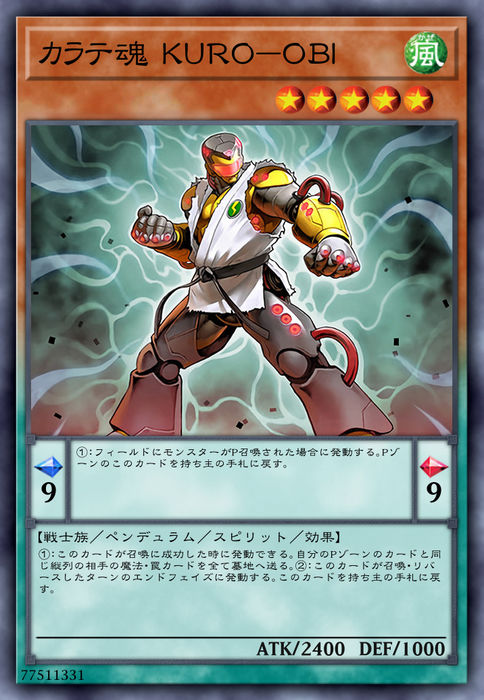 カラテ魂 KURO－OBI
風
①：フィールドにモンスターがP召喚された場合に発動する。Pゾ
ーンのこのカードを持ち主の手札に戻す。
9
9
【戦士族／ペンデュラム／スピリット／効果】
①：このカードが召喚に成功した時に発動できる。自分のPゾーンのカードと同
じ縦列の相手の魔法・罠カードを全て墓地へ送る。②：このカードが召喚・リバ
ースしたターンのエンドフェイズに発動する。このカードを持ち主の手札に戻
す。
ATK/2400 DEF/1000
77511331